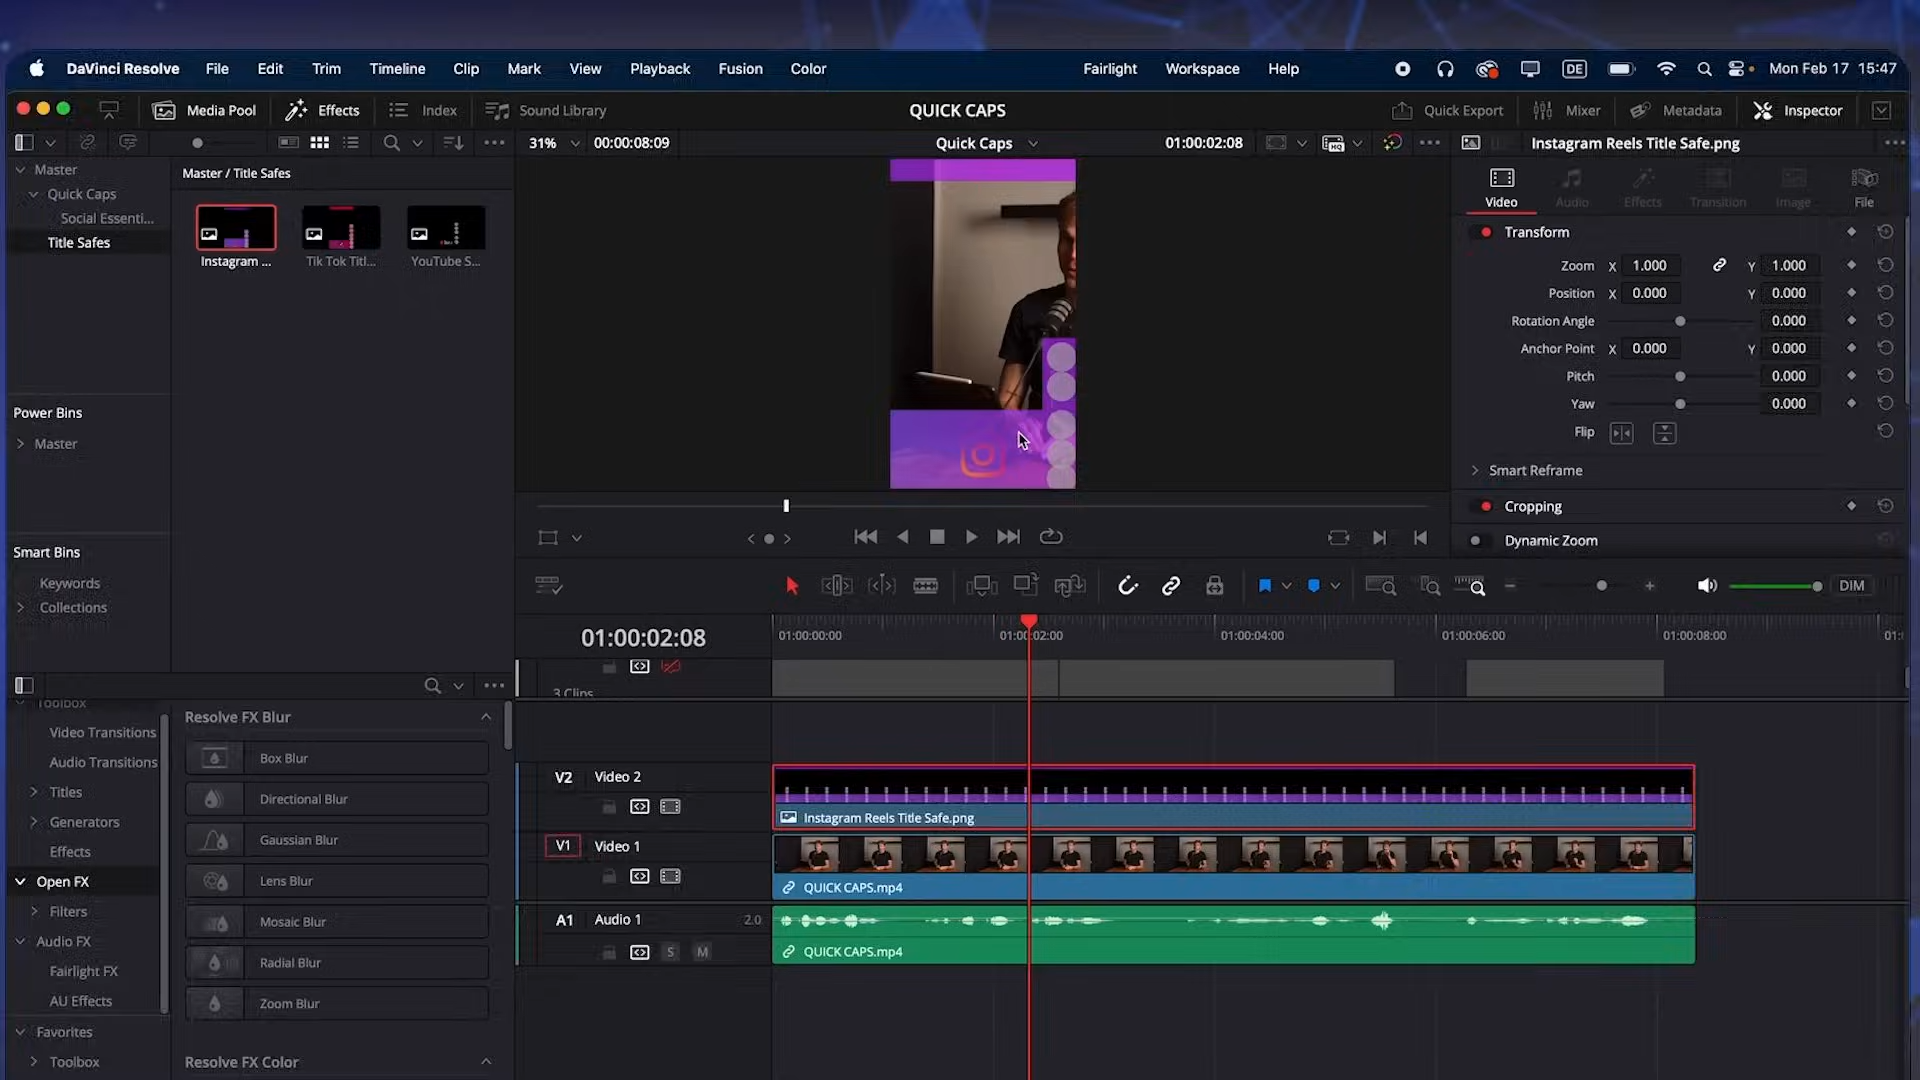 DaVinci Resolve File Edit Trim Timeline Clip Mark View Playback Fusion Color Fairlight Workspace Help DE Mon Feb 17 15:47
Media Pool Effects Index Sound Library QUICK CAPS Quick Export Mixer Metadata Inspector
31% 00:00:08:09 Quick Caps 01:00:02:08 HQ Instagram Reels Title Safe.png
Master
Quick Caps
Social Essenti...
Title Safes
Master / Title Safes
Instagram ... Tik Tok Titl... YouTube S...
Power Bins
Master
Smart Bins
Keywords
Collections
Video Audio Effects Transition Image File
Transform
Zoom X 1.000 Y 1.000
Position X 0.000 Y 0.000
Rotation Angle 0.000
Anchor Point X 0.000 Y 0.000
Pitch 0.000
Yaw 0.000
Flip
Smart Reframe
Cropping
Dynamic Zoom
DIM
01:00:02:08 01:00:00:00 01:00:02:00 01:00:04:00 01:00:06:00 01:00:08:00
3 Clips
Toolbox
Video Transitions
Audio Transitions
Titles
Generators
Effects
Open FX
Filters
Audio FX
Fairlight FX
AU Effects
Favorites
Toolbox
Resolve FX Blur
Box Blur
Directional Blur
Gaussian Blur
Lens Blur
Mosaic Blur
Radial Blur
Zoom Blur
Resolve FX Color
V2 Video 2
Instagram Reels Title Safe.png
V1 Video 1
QUICK CAPS.mp4
A1 Audio 1 2.0
S M
QUICK CAPS.mp4